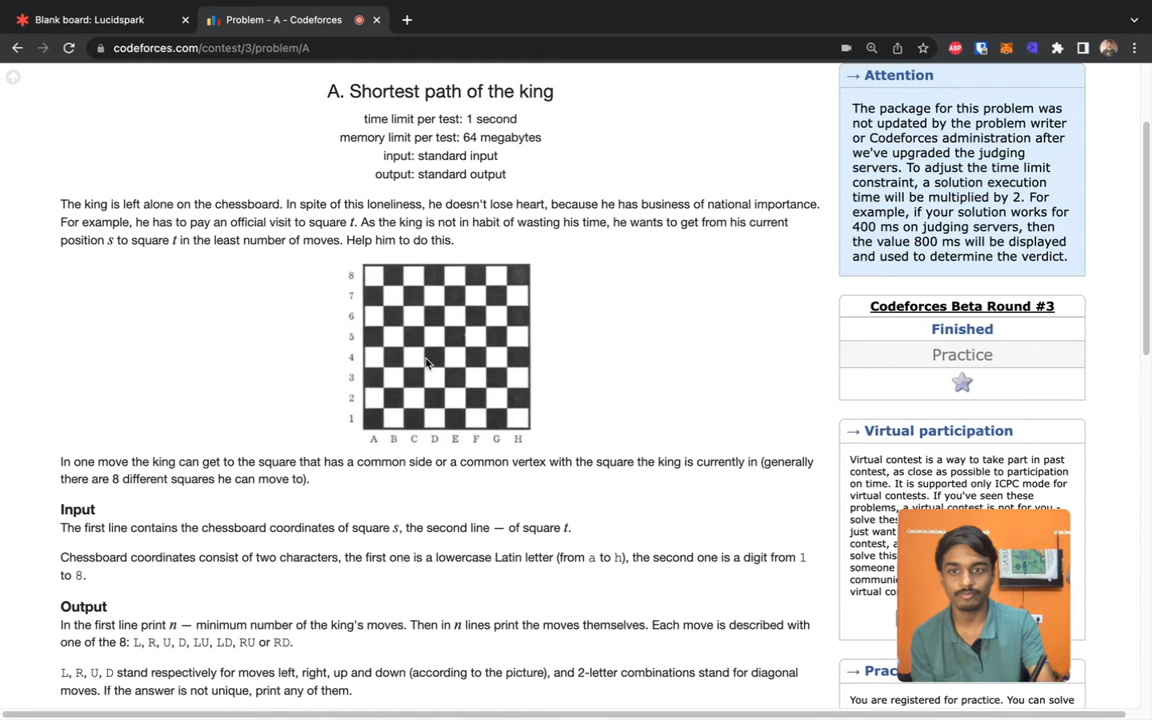 Blank board: Lucidspark
Problem - A - Codeforces
codeforces.com/contest/3/problem/A
ABP
A. Shortest path of the king
time limit per test: 1 second
memory limit per test: 64 megabytes
input: standard input
output: standard output
The king is left alone on the chessboard. In spite of this loneliness, he doesn't lose heart, because he has business of national importance.
For example, he has to pay an official visit to square t. As the king is not in habit of wasting his time, he wants to get from his current
position s to square t in the least number of moves. Help him to do this.
8
7
6
5
4
3
2
1
A B C D E F G H
In one move the king can get to the square that has a common side or a common vertex with the square the king is currently in (generally
there are 8 different squares he can move to).
Input
The first line contains the chessboard coordinates of square s, the second line — of square t.
Chessboard coordinates consist of two characters, the first one is a lowercase Latin letter (from a to h), the second one is a digit from 1
to 8.
Output
In the first line print n — minimum number of the king's moves. Then in n lines print the moves themselves. Each move is described with
one of the 8: L, R, U, D, LU, LD, RU or RD.
L, R, U, D stand respectively for moves left, right, up and down (according to the picture), and 2-letter combinations stand for diagonal
moves. If the answer is not unique, print any of them.
→ Attention
The package for this problem was
not updated by the problem writer
or Codeforces administration after
we've upgraded the judging
servers. To adjust the time limit
constraint, a solution execution
time will be multiplied by 2. For
example, if your solution works for
400 ms on judging servers, then
the value 800 ms will be displayed
and used to determine the verdict.
Codeforces Beta Round #3
Finished
Practice
→ Virtual participation
Virtual contest is a way to take part in past
contest, as close as possible to participation
on time. It is supported only ICPC mode for
virtual contests. If you've seen these
problems, a virtual contest is not for you -
solve thes
just want
contest, a
solve this
someone
communi
virtual co
→ Prac
You are registered for practice. You can solve